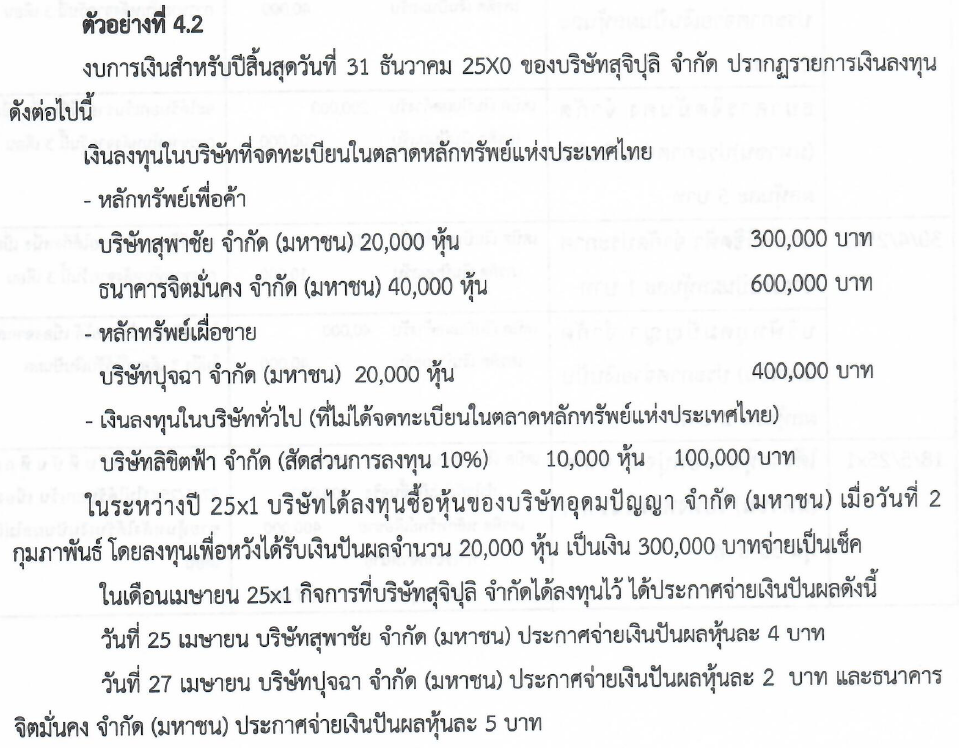 ตัวอย่างที่ 4.2
งบการเงินสำหรับปีสิ้นสุดวันที่ 31 ธันวาคม 25X0 ของบริษัทสุจิปุลิ จำกัด ปรากฏรายการเงินลงทุน
ดังต่อไปนี้
เงินลงทุนในบริษัทที่จดทะเบียนในตลาดหลักทรัพย์แห่งประเทศไทย
- หลักทรัพย์เพื่อค้า
บริษัทสุพาชัย จำกัด (มหาชน) 20,000 หุ้น 300,000 บาท
ธนาคารจิตมั่นคง จำกัด (มหาชน) 40,000 หุ้น 600,000 บาท
- หลักทรัพย์เผื่อขาย
บริษัทปุจฉา จำกัด (มหาชน) 20,000 หุ้น 400,000 บาท
- เงินลงทุนในบริษัททั่วไป (ที่ไม่ได้จดทะเบียนในตลาดหลักทรัพย์แห่งประเทศไทย)
บริษัทลิขิตฟ้า จำกัด (สัดส่วนการลงทุน 10%) 10,000 หุ้น 100,000 บาท
ในระหว่างปี 25x1 บริษัทได้ลงทุนซื้อหุ้นของบริษัทอุดมปัญญา จำกัด (มหาชน) เมื่อวันที่ 2
กุมภาพันธ์ โดยลงทุนเพื่อหวังได้รับเงินปันผลจำนวน 20,000 หุ้น เป็นเงิน 300,000 บาทจ่ายเป็นเช็ค
ในเดือนเมษายน 25x1 กิจการที่บริษัทสุจิปุลิ จำกัดได้ลงทุนไว้ ได้ประกาศจ่ายเงินปันผลดังนี้
วันที่ 25 เมษายน บริษัทสุพาชัย จำกัด (มหาชน) ประกาศจ่ายเงินปันผลหุ้นละ 4 บาท
วันที่ 27 เมษายน บริษัทปุจฉา จำกัด (มหาชน) ประกาศจ่ายเงินปันผลหุ้นละ 2 บาท และธนาคาร
จิตมั่นคง จำกัด (มหาชน) ประกาศจ่ายเงินปันผลหุ้นละ 5 บาท